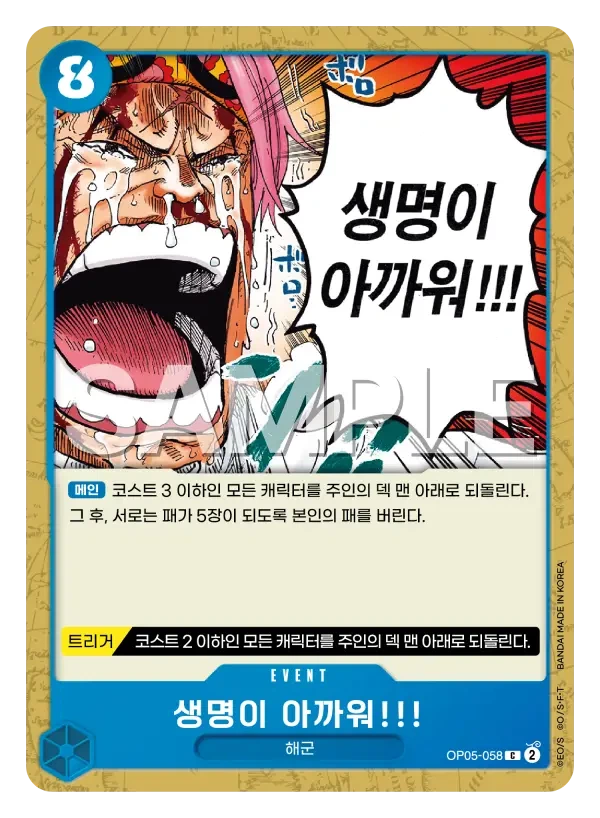 8
생명이
아까워!!!
SAMPLE
메인 코스트 3 이하인 모든 캐릭터를 주인의 덱 맨 아래로 되돌린다.
그 후, 서로는 패가 5장이 되도록 본인의 패를 버린다.
트리거 코스트 2 이하인 모든 캐릭터를 주인의 덱 맨 아래로 되돌린다.
EVENT
생명이 아까워!!!
해군
OP05-058 C 2
©EO/S ©O/S·F·T· BANDAI MADE IN KOREA